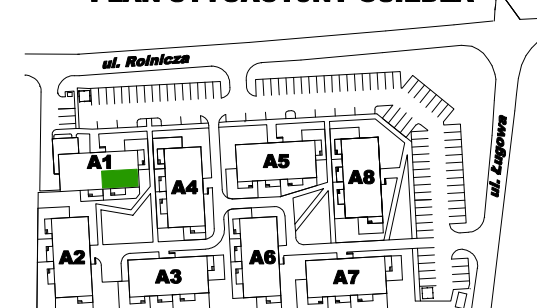 PLAN SYTUACYJNY OSIEDLA
ul. Rolnicza
ul. Ługowa
A1
A4
A5
A8
A2
A3
A6
A7